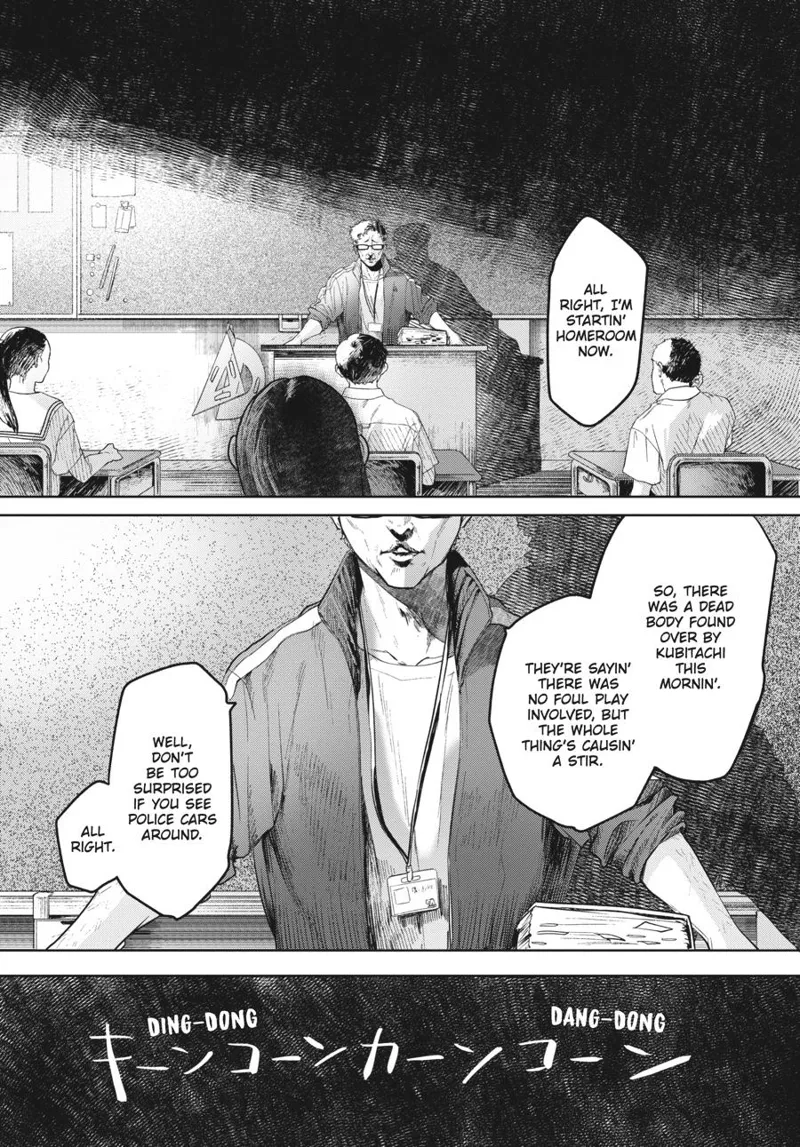 ALL
RIGHT, I'M
STARTIN'
HOMEROOM
NOW.
SO, THERE
WAS A DEAD
BODY FOUND
OVER BY
KUBITACHI
THIS
MORNIN'.
THEY'RE SAYIN'
THERE WAS
NO FOUL PLAY
INVOLVED, BUT
THE WHOLE
THING'S CAUSIN'
A STIR.
WELL,
DON'T
BE TOO
SURPRISED
IF YOU SEE
POLICE CARS
AROUND.
ALL
RIGHT.
DING-DONG
DANG-DONG
キーンコーンカーンコーン